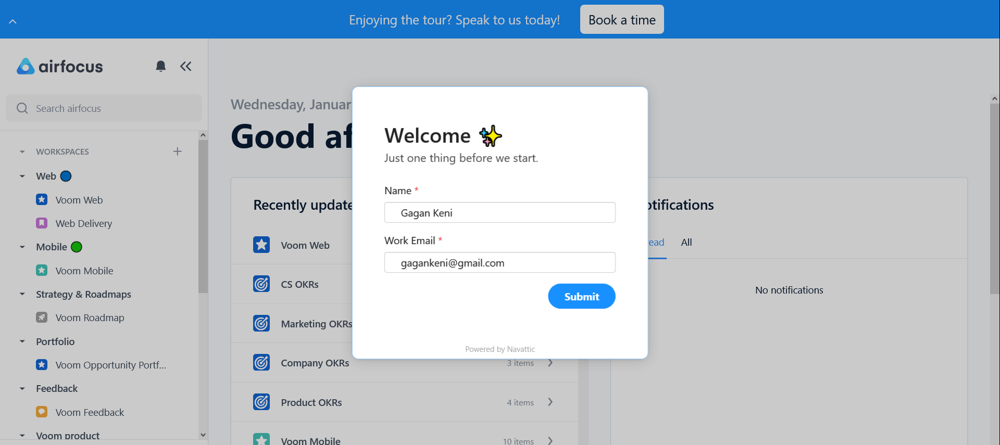 Enjoying the tour? Speak to us today!
Book a time
airfocus
Search airfocus
WORKSPACES
Web
Voom Web
Web Delivery
Mobile
Voom Mobile
Strategy & Roadmaps
Voom Roadmap
Portfolio
Voom Opportunity Portf...
Feedback
Voom Feedback
Voom product
Wednesday, Januar
Good af
Recently update
Voom Web
CS OKRs
Marketing OKRs
Company OKRs
3 items
Product OKRs
4 items
Voom Mobile
10 items
Welcome
Just one thing before we start.
Name *
Gagan Keni
Work Email *
gagankeni@gmail.com
Submit
Powered by Navattic
otifications
read
All
No notifications